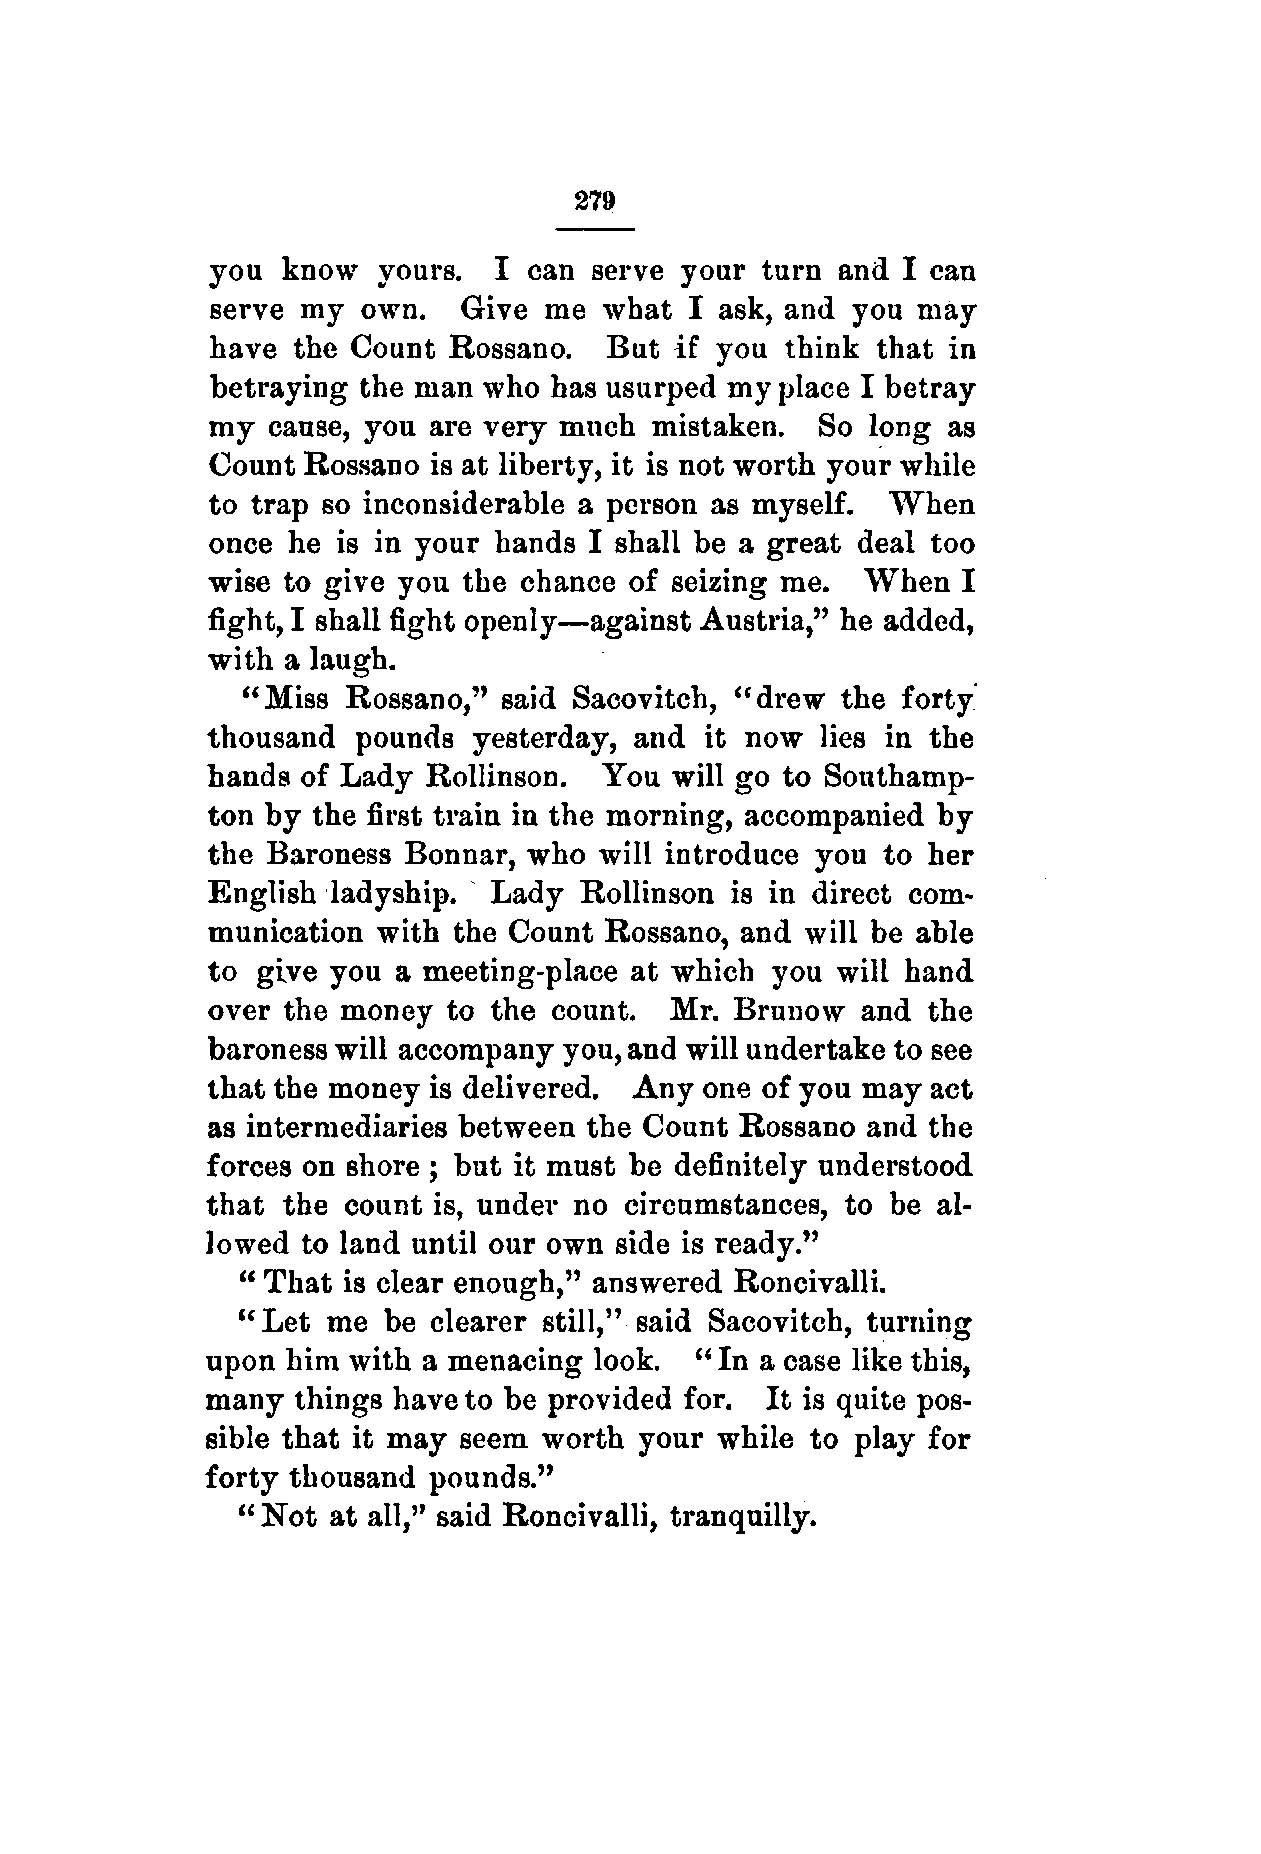 279
you know yours. I can serve your turn and I can
serve my own. Give me what I ask, and you may
have the Count Rossano. But if you think that in
betraying the man who has usurped my place I betray
my cause, you are very much mistaken. So long as
Count Rossano is at liberty, it is not worth your while
to trap so inconsiderable a person as myself. When
once he is in your hands I shall be a great deal too
wise to give you the chance of seizing me. When I
fight, I shall fight openly—against Austria,” he added,
with a laugh.
“Miss Rossano,” said Sacovitch, “drew the forty
thousand pounds yesterday, and it now lies in the
hands of Lady Rollinson. You will go to Southamp-
ton by the first train in the morning, accompanied by
the Baroness Bonnar, who will introduce you to her
English ladyship. Lady Rollinson is in direct com-
munication with the Count Rossano, and will be able
to give you a meeting-place at which you will hand
over the money to the count. Mr. Brunow and the
baroness will accompany you, and will undertake to see
that the money is delivered. Any one of you may act
as intermediaries between the Count Rossano and the
forces on shore ; but it must be definitely understood
that the count is, under no circumstances, to be al-
lowed to land until our own side is ready.”
“That is clear enough,” answered Roncivalli.
“Let me be clearer still,” said Sacovitch, turning
upon him with a menacing look. “In a case like this,
many things have to be provided for. It is quite pos-
sible that it may seem worth your while to play for
forty thousand pounds.”
“Not at all,” said Roncivalli, tranquilly.